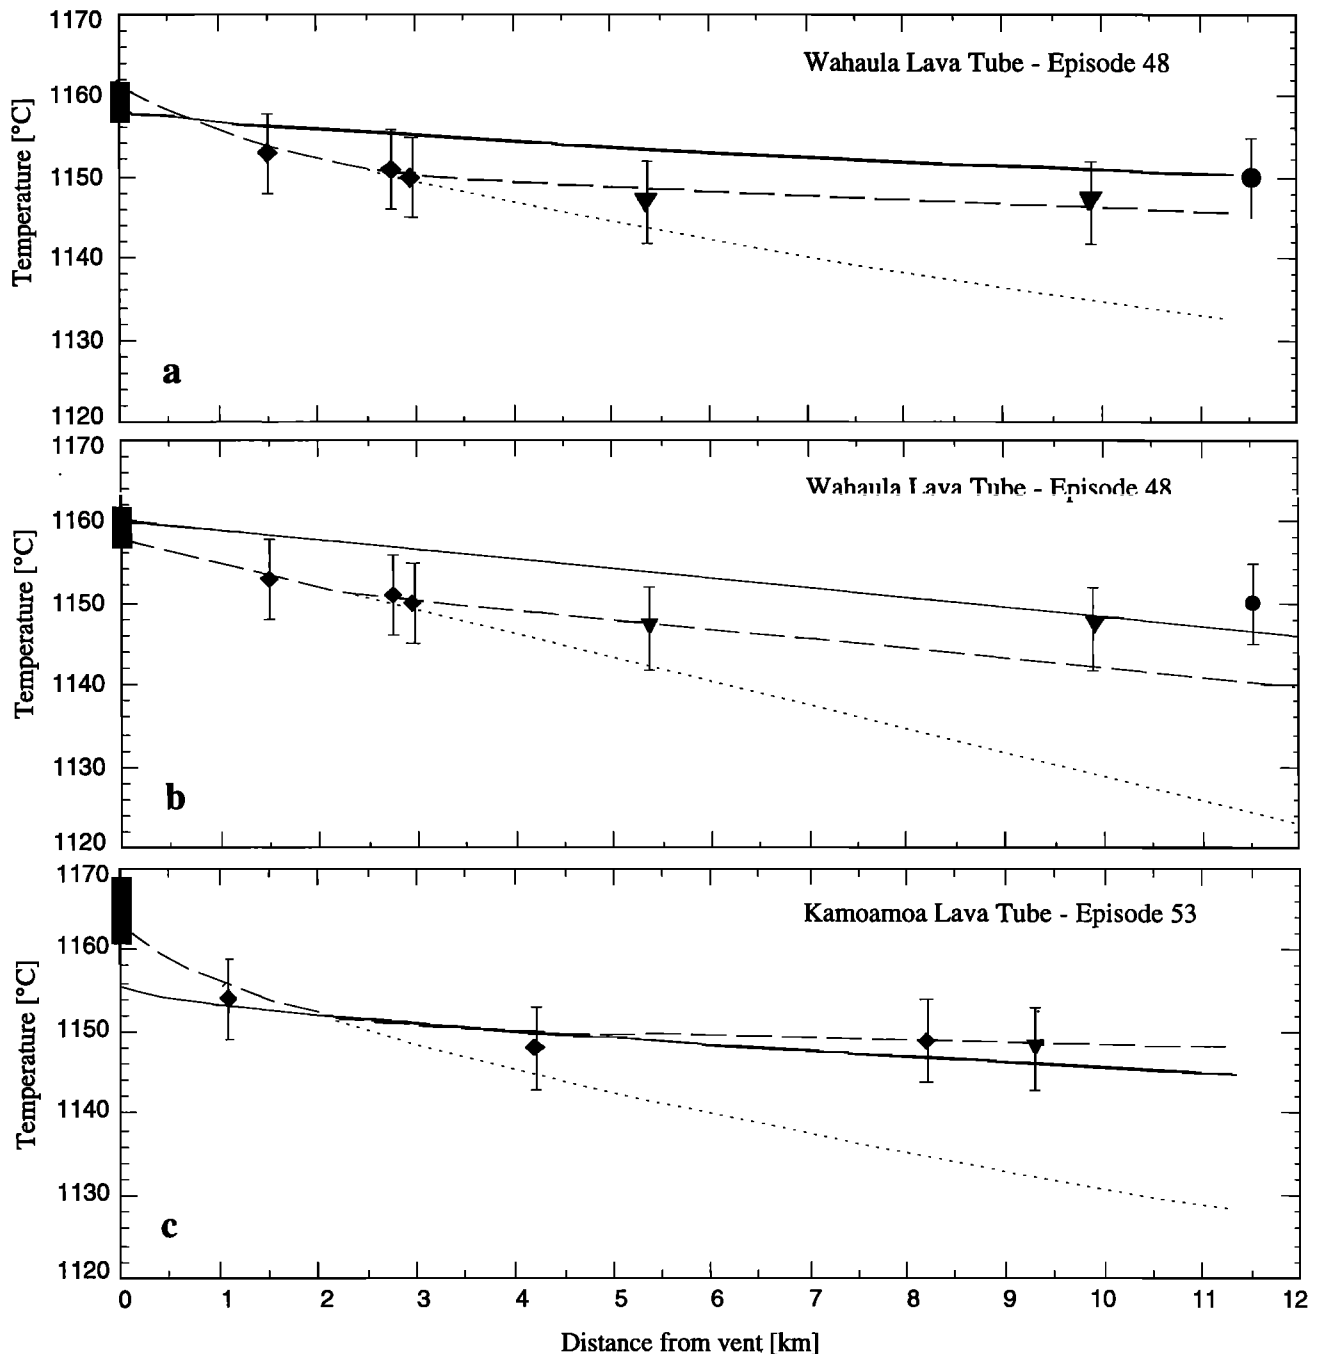 1170
Wahaula Lava Tube - Episode 48
1160
1150
1140
1130
1120
Temperature [°C]
a
1170
Wahaula Lava Tube - Episode 48
1160
1150
1140
1130
1120
Temperature [°C]
b
1170
Kamoamoa Lava Tube - Episode 53
1160
1150
1140
1130
1120
Temperature [°C]
c
0 1 2 3 4 5 6 7 8 9 10 11 12
Distance from vent [km]